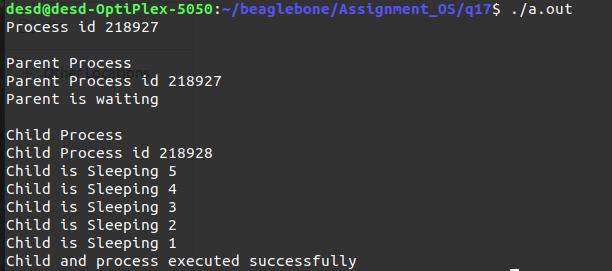 desd@desd-OptiPlex-5050:~/beaglebone/Assignment_OS/q17$ ./a.out
Process id 218927
Parent Process
Other Locations
Parent Process id 218927
Parent is waiting
Child Process
Child Process id 218928
Child is Sleeping 5
Child is Sleeping 4
Child is Sleeping 3
Child is Sleeping 2
Child is Sleeping 1
Child and process executed successfully